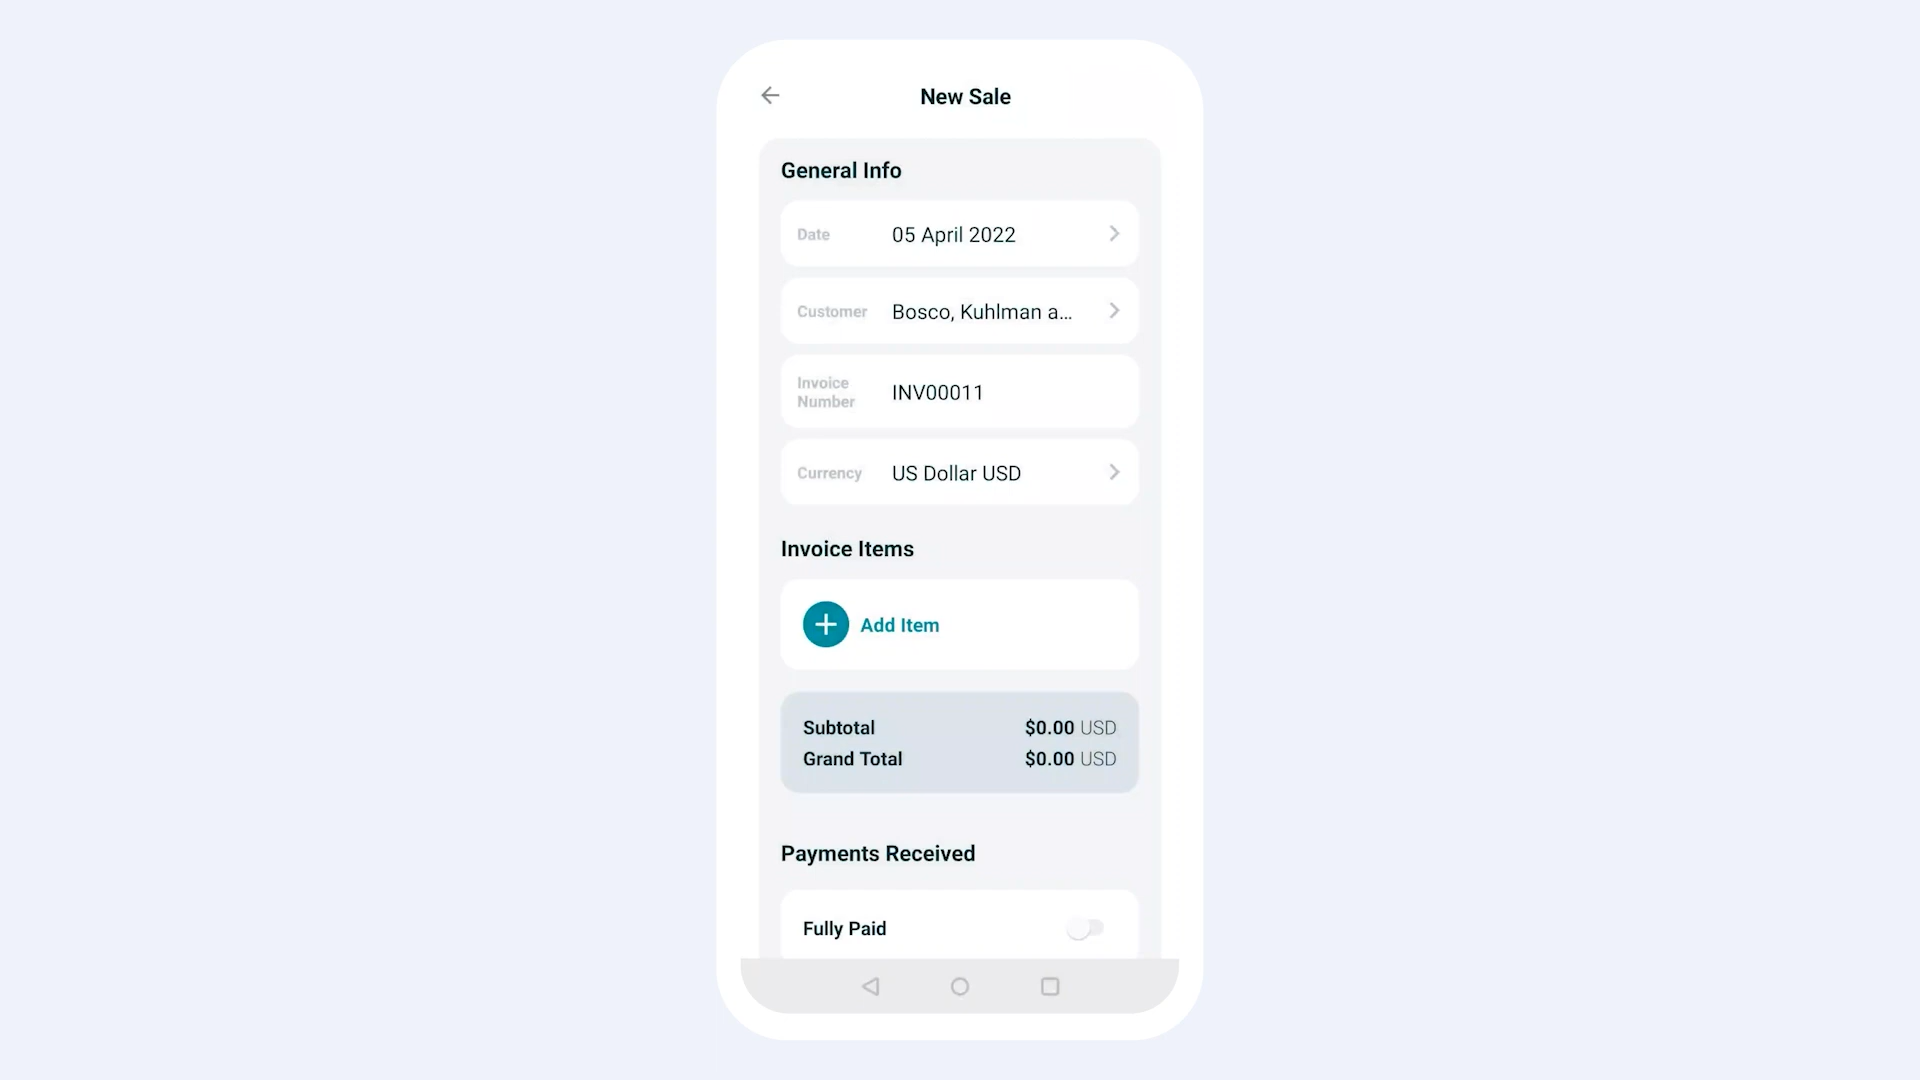 New Sale
General Info
Date 05 April 2022
Customer Bosco, Kuhlman a...
Invoice
Number
INV00011
Currency US Dollar USD
Invoice Items
Add Item
Subtotal $0.00 USD
Grand Total $0.00 USD
Payments Received
Fully Paid